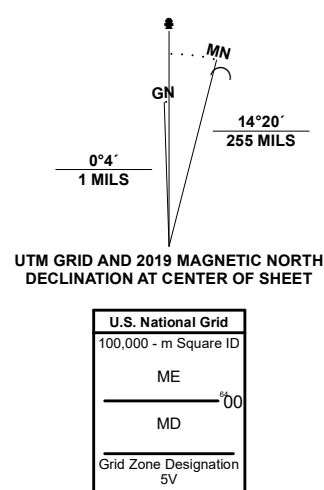 MN
GN
14°20´
255 MILS
0°4´
1 MILS
UTM GRID AND 2019 MAGNETIC NORTH
DECLINATION AT CENTER OF SHEET
U.S. National Grid
100,000 - m Square ID
ME
6400
MD
Grid Zone Designation
5V